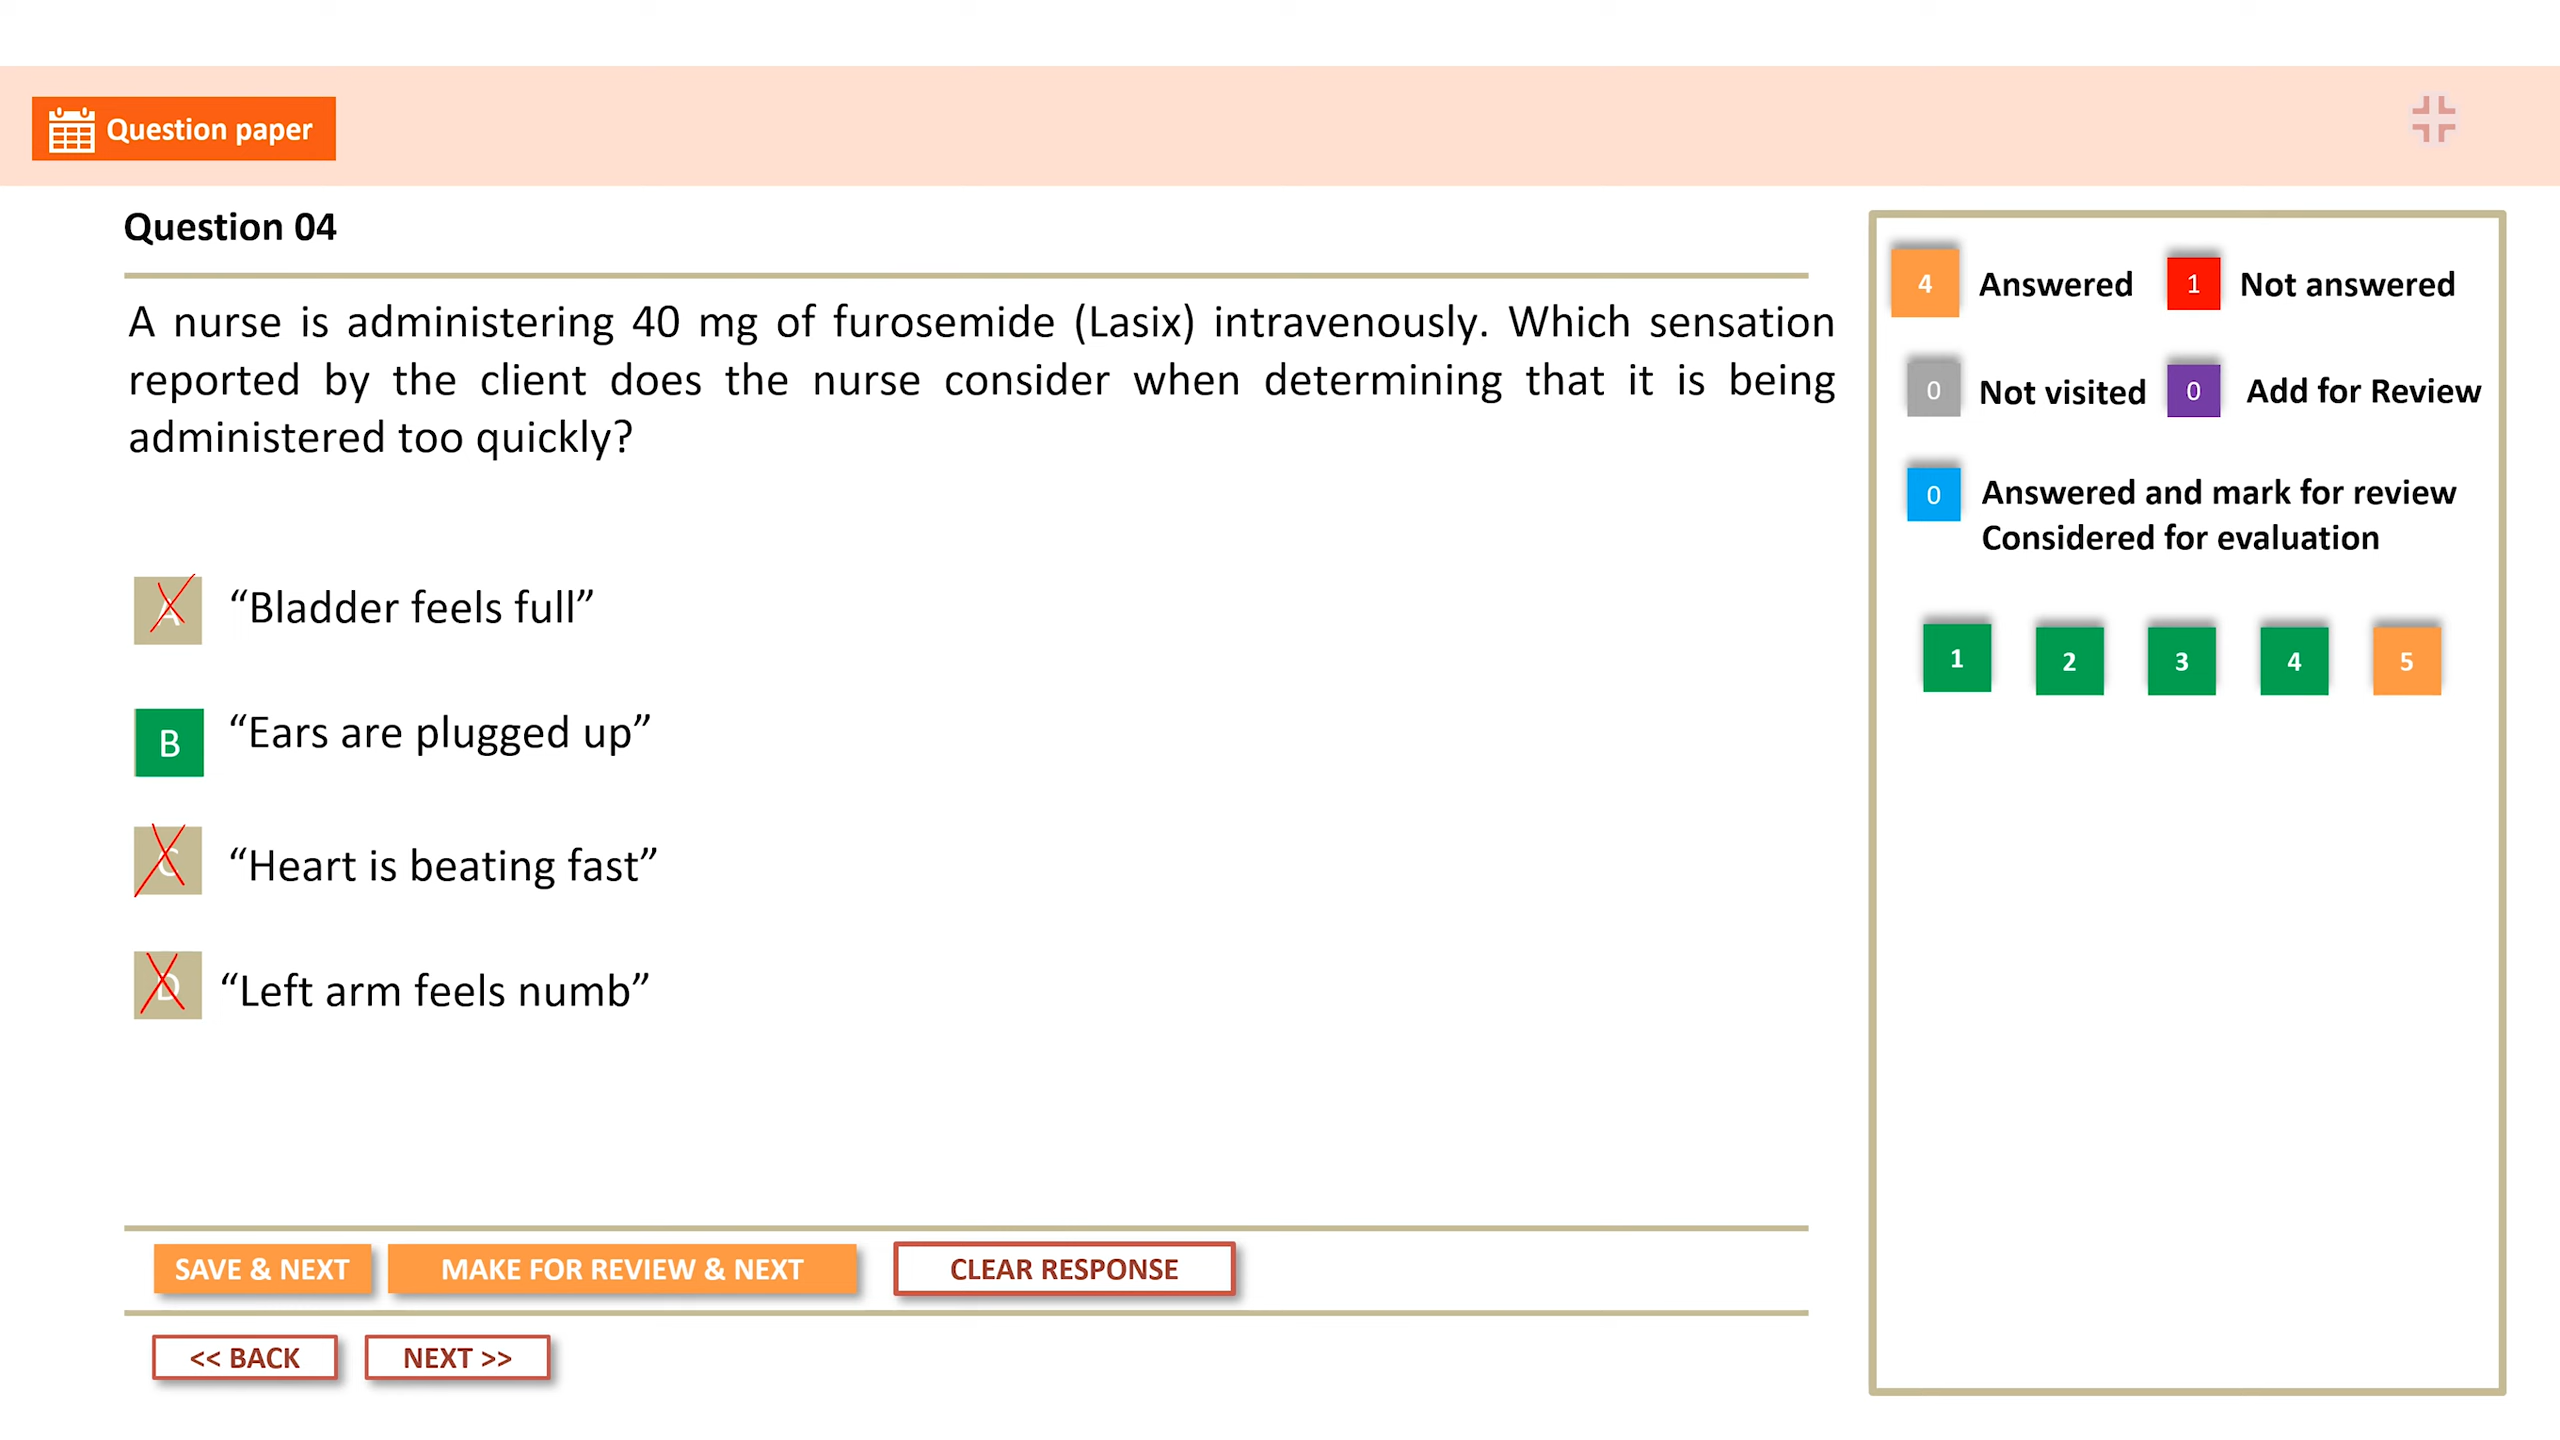 Question paper
Question 04
A nurse is administering 40 mg of furosemide (Lasix) intravenously. Which sensation
reported by the client does the nurse consider when determining that it is being
administered too quickly?
A “Bladder feels full”
B “Ears are plugged up”
C “Heart is beating fast”
D “Left arm feels numb”
SAVE & NEXT MAKE FOR REVIEW & NEXT CLEAR RESPONSE
<< BACK NEXT >>
4 Answered 1 Not answered
0 Not visited 0 Add for Review
0 Answered and mark for review
Considered for evaluation
1 2 3 4 5